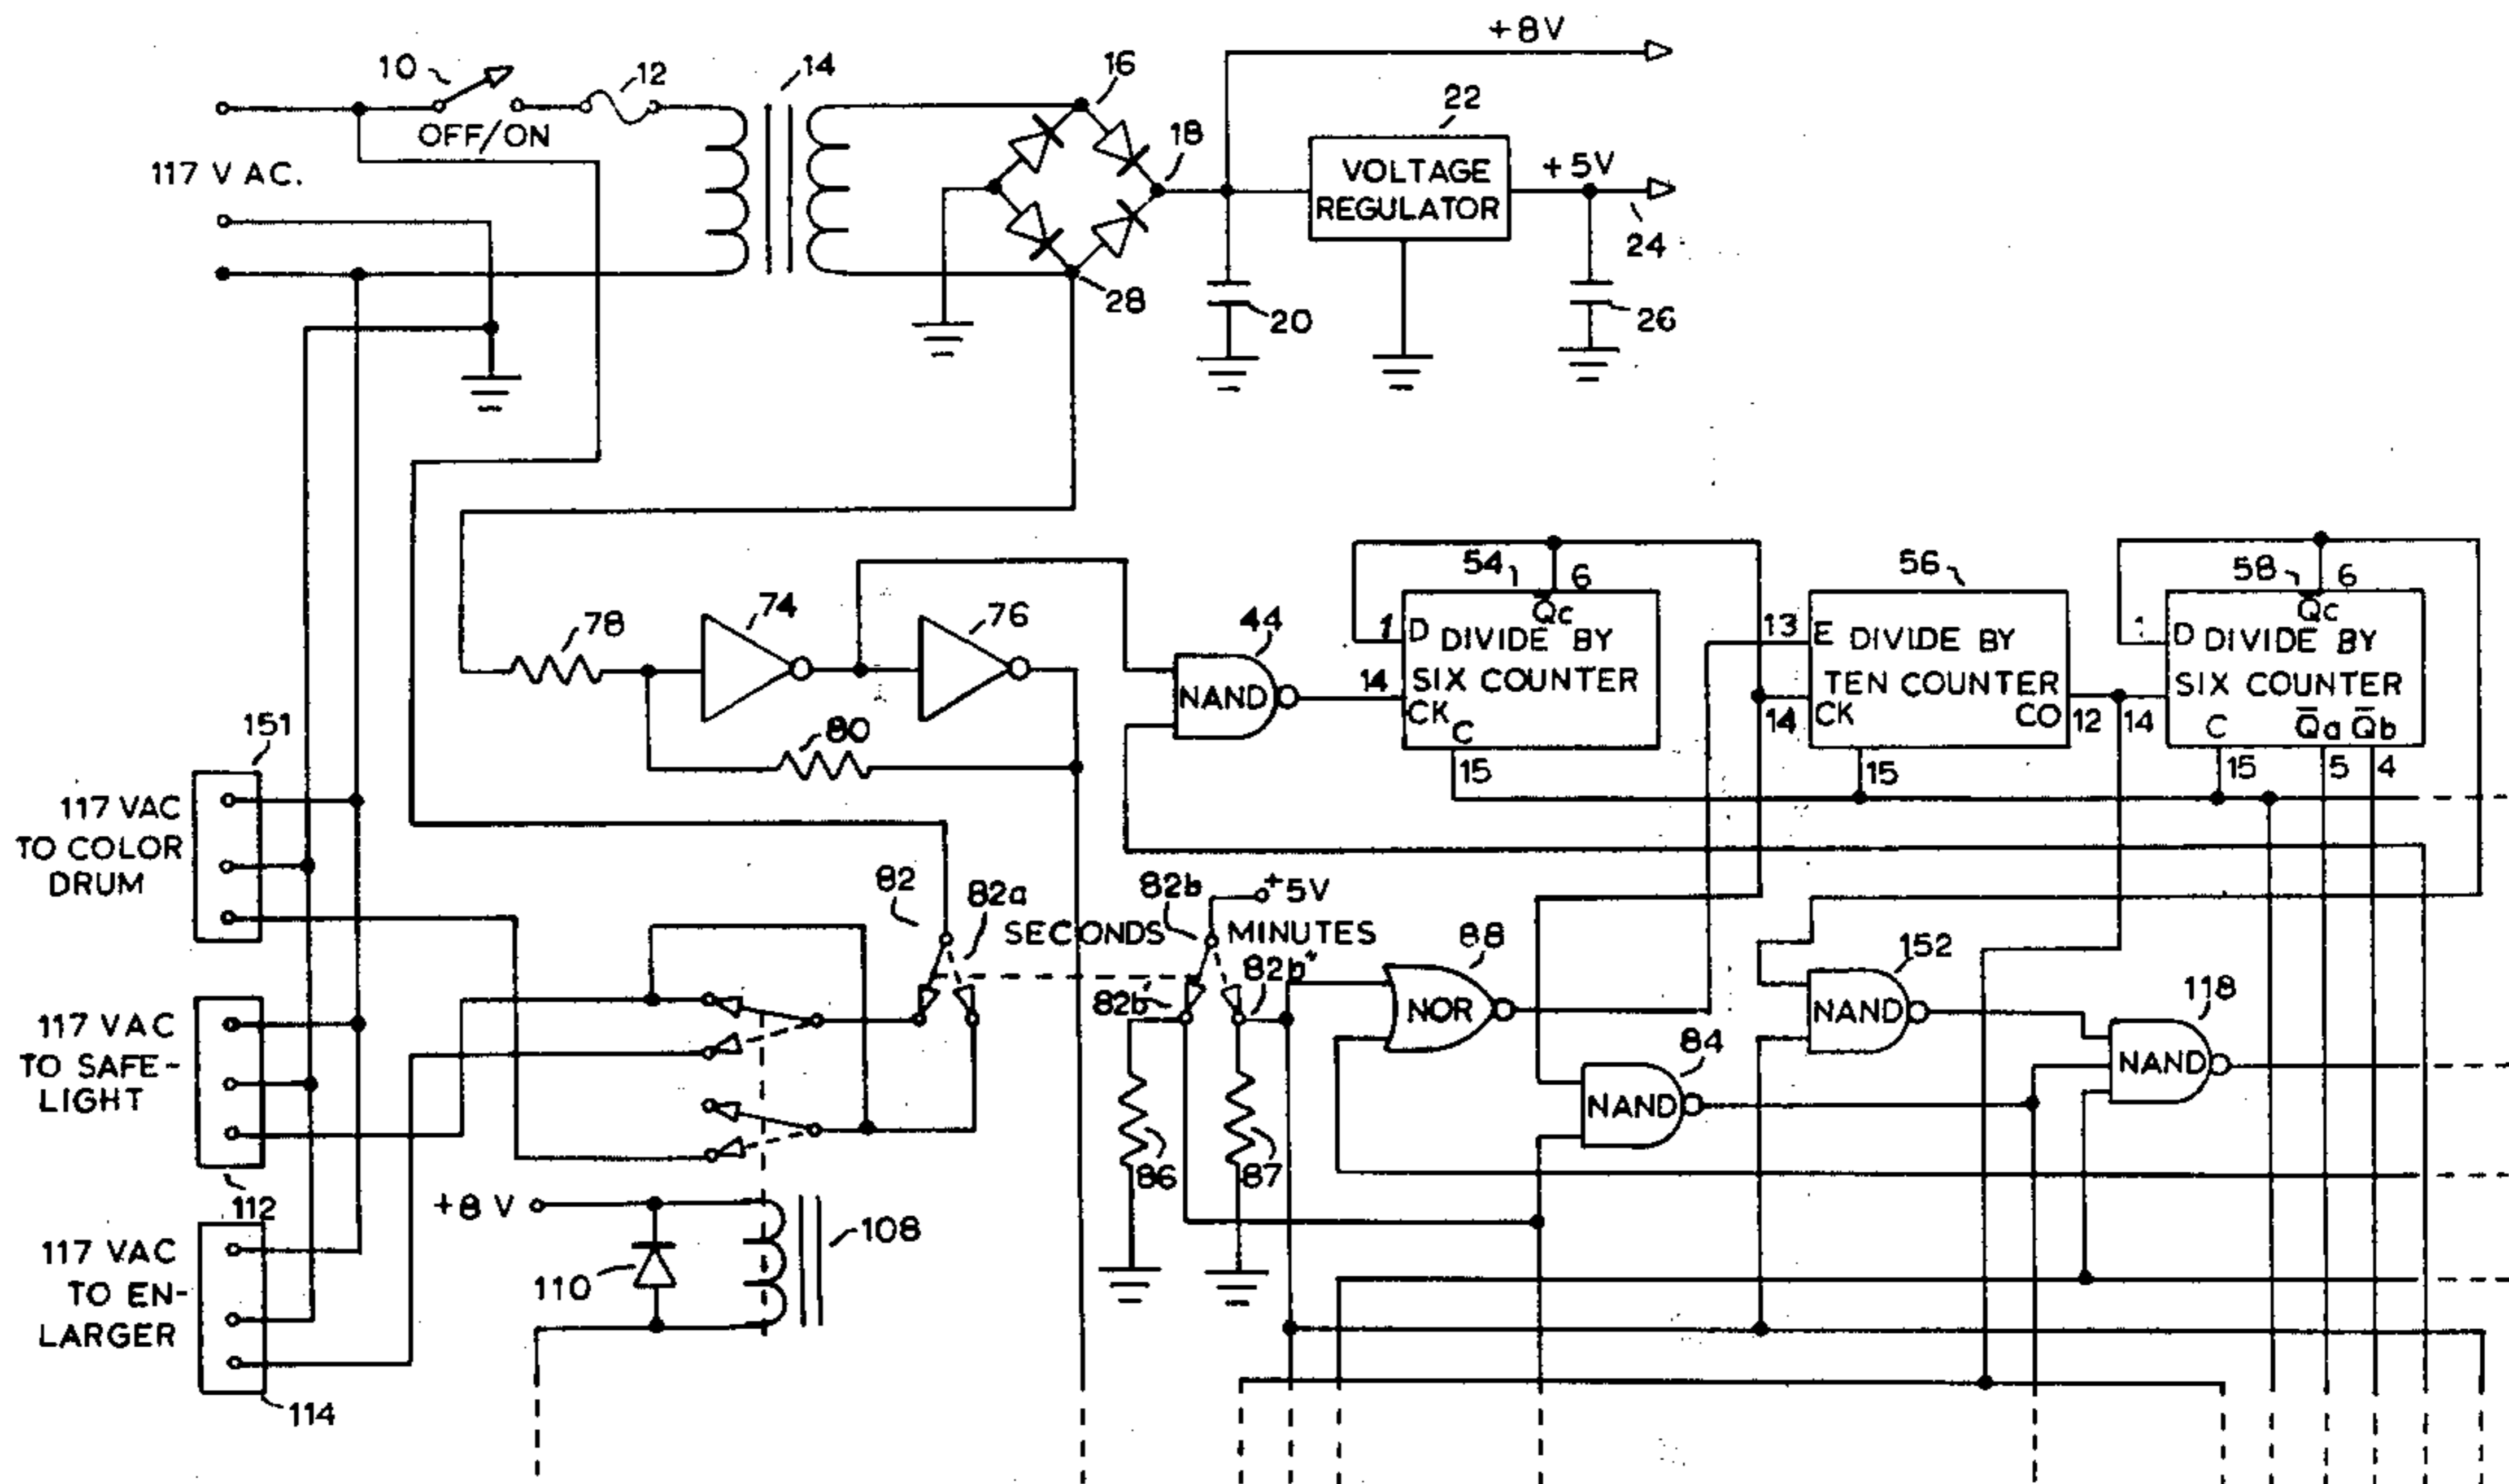 +8V
10
12
14
16
22
OFF/ON
18
117 V AC.
VOLTAGE
REGULATOR
+5V
24
28
20
26
54
6
56
58
6
Qc
Qc
78
74
76
44
1
D
DIVIDE BY
SIX COUNTER
13
E DIVIDE BY
TEN COUNTER
1
D DIVIDE BY
SIX COUNTER
NAND
14
CK
C
14
CK
CO
12
14
C
Q̅a
Q̅b
151
80
15
15
15
5
4
117 VAC
TO COLOR
DRUM
82
82a
82b
+5V
SECONDS
MINUTES
88
152
82b'
82b"
NOR
NAND
118
117 VAC
TO SAFE-
LIGHT
84
NAND
NAND
86
87
112
+8 V
108
117 VAC
TO EN-
LARGER
110
114